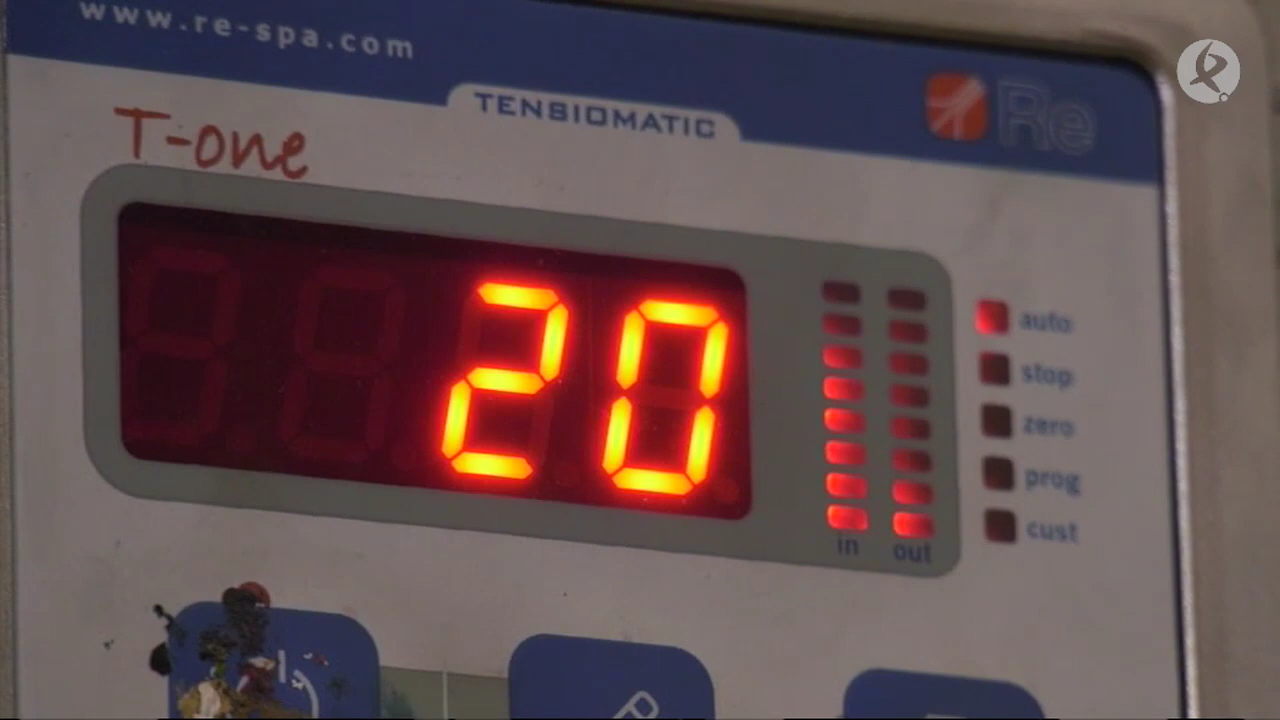 www.re-spa.com
TENSIOMATIC
Re
T-one
20
auto
stop
zero
prog
cust
in out